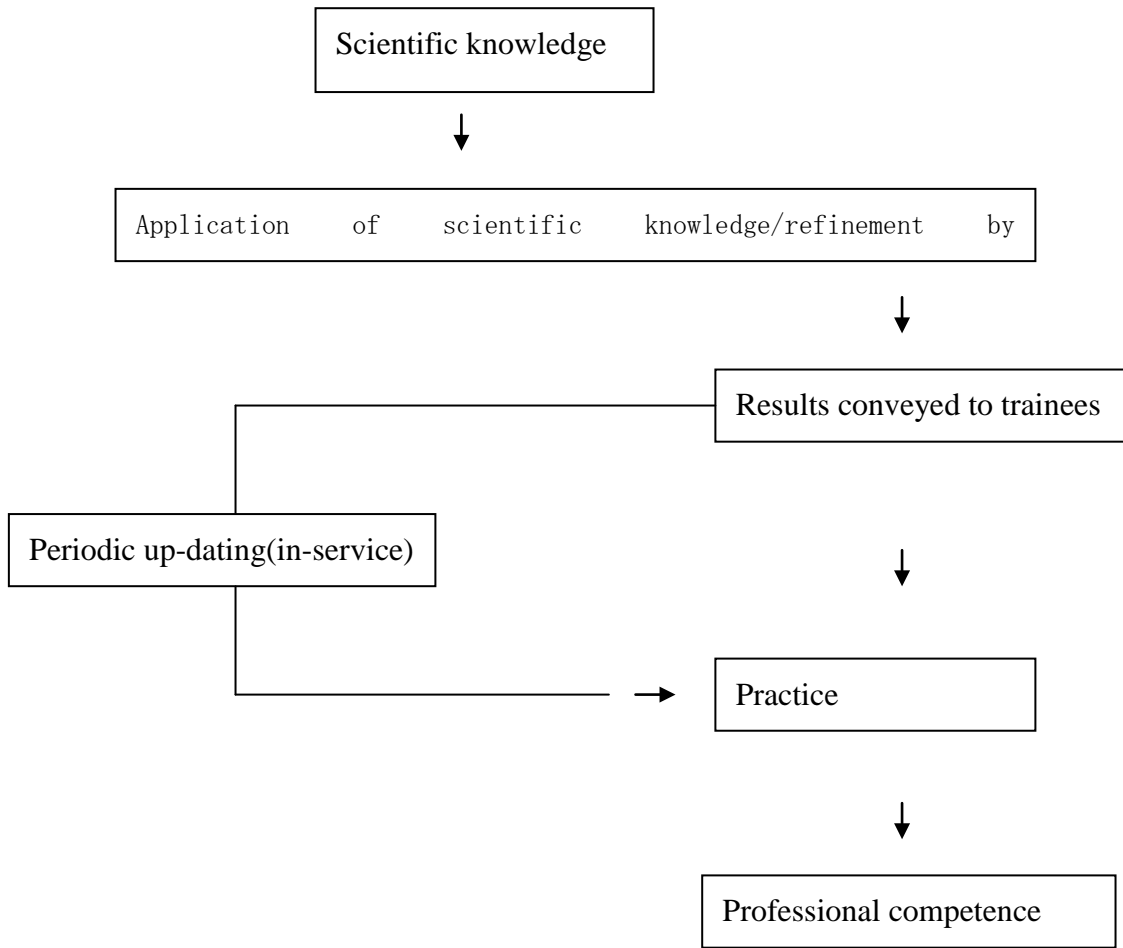 Scientific knowledge
Application of scientific knowledge/refinement by
Results conveyed to trainees
Periodic up-dating(in-service)
Practice
Professional competence